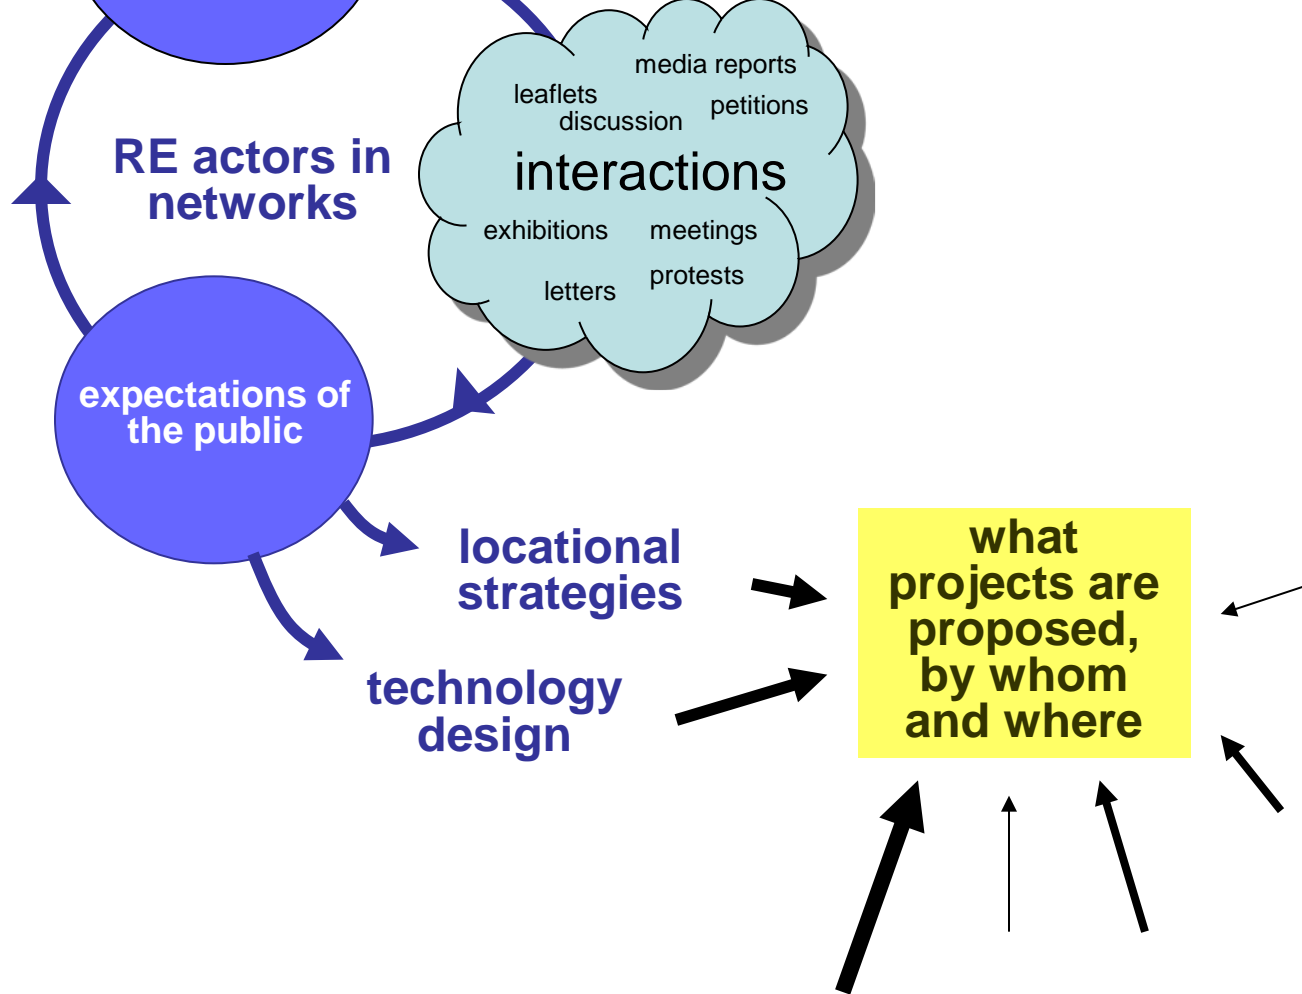 media reports
leaflets
petitions
discussion
RE actors in
networks
interactions
exhibitions
meetings
protests
letters
expectations of
the public
locational
strategies
technology
design
what
projects are
proposed,
by whom
and where